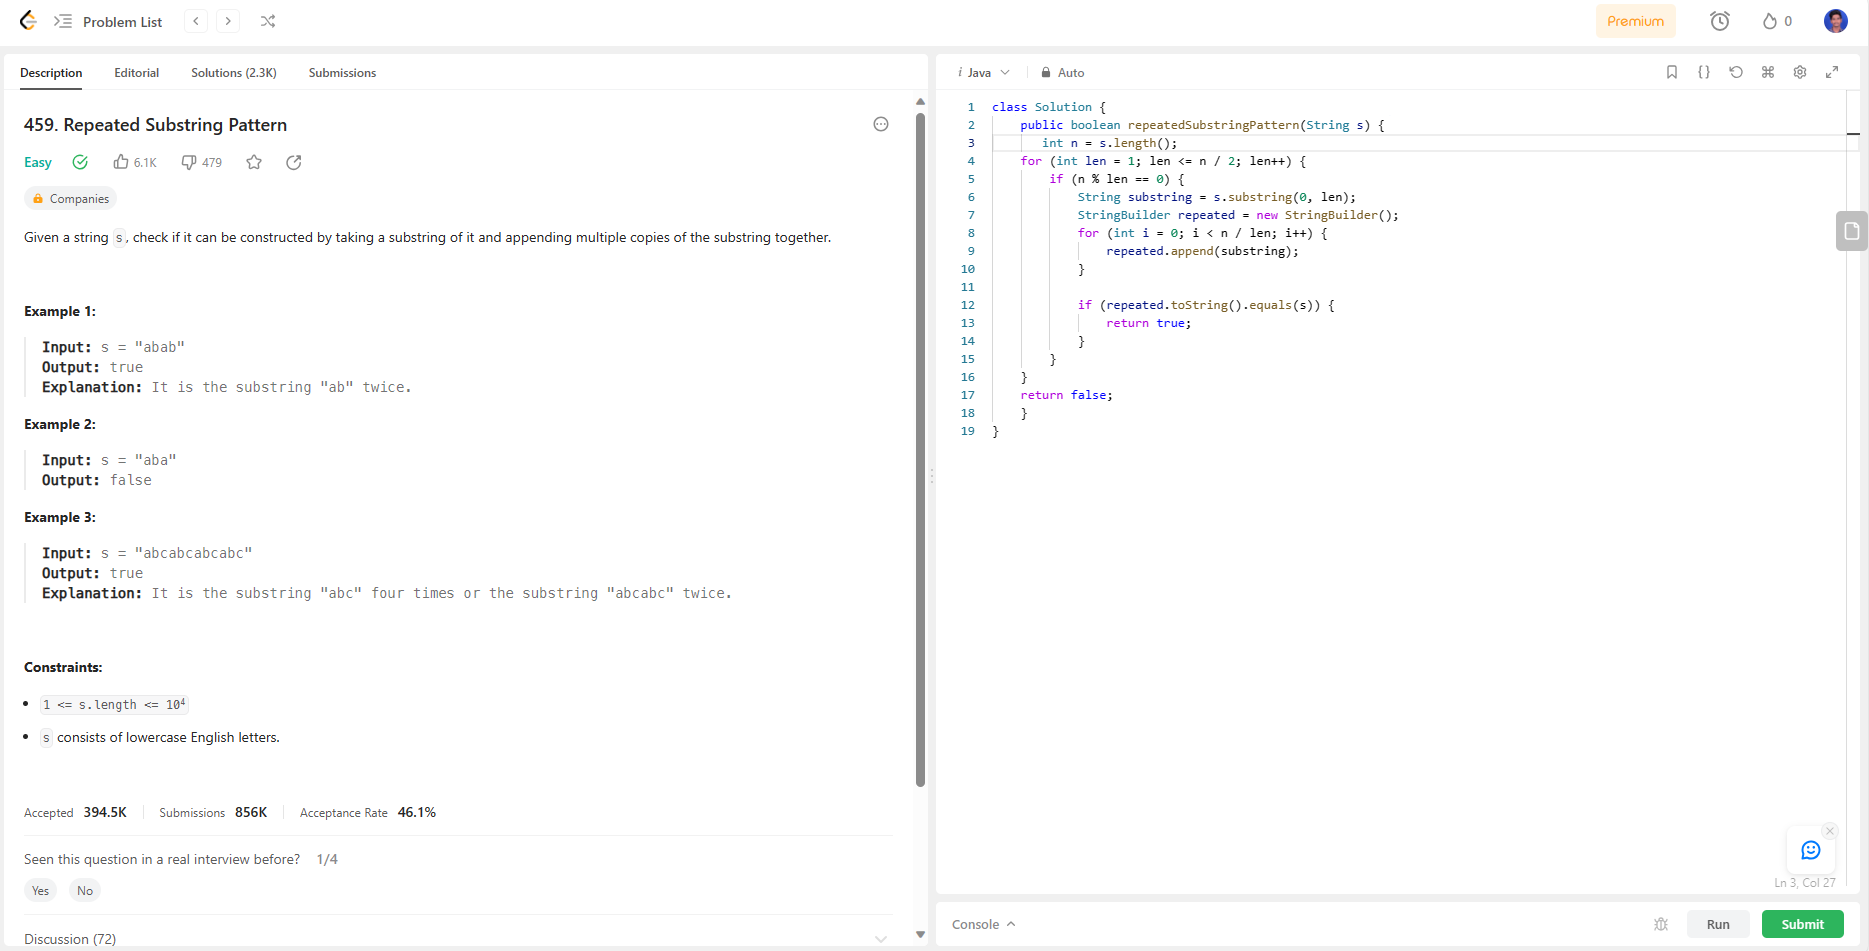 Problem List
Premium
0
Description Editorial Solutions (2.3K) Submissions
459. Repeated Substring Pattern
Easy 6.1K 479
Companies
Given a string s, check if it can be constructed by taking a substring of it and appending multiple copies of the substring together.
Example 1:
Input: s = "abab"
Output: true
Explanation: It is the substring "ab" twice.
Example 2:
Input: s = "aba"
Output: false
Example 3:
Input: s = "abcabcabcabc"
Output: true
Explanation: It is the substring "abc" four times or the substring "abcabc" twice.
Constraints:
• 1 <= s.length <= 10⁴
• s consists of lowercase English letters.
Accepted 394.5K Submissions 856K Acceptance Rate 46.1%
Seen this question in a real interview before? 1/4
Yes No
Discussion (72)
i Java Auto
1 class Solution {
2 public boolean repeatedSubstringPattern(String s) {
3 int n = s.length();
4 for (int len = 1; len <= n / 2; len++) {
5 if (n % len == 0) {
6 String substring = s.substring(0, len);
7 StringBuilder repeated = new StringBuilder();
8 for (int i = 0; i < n / len; i++) {
9 repeated.append(substring);
10 }
11
12 if (repeated.toString().equals(s)) {
13 return true;
14 }
15 }
16 }
17 return false;
18 }
19 }
Ln 3, Col 27
Console Run Submit